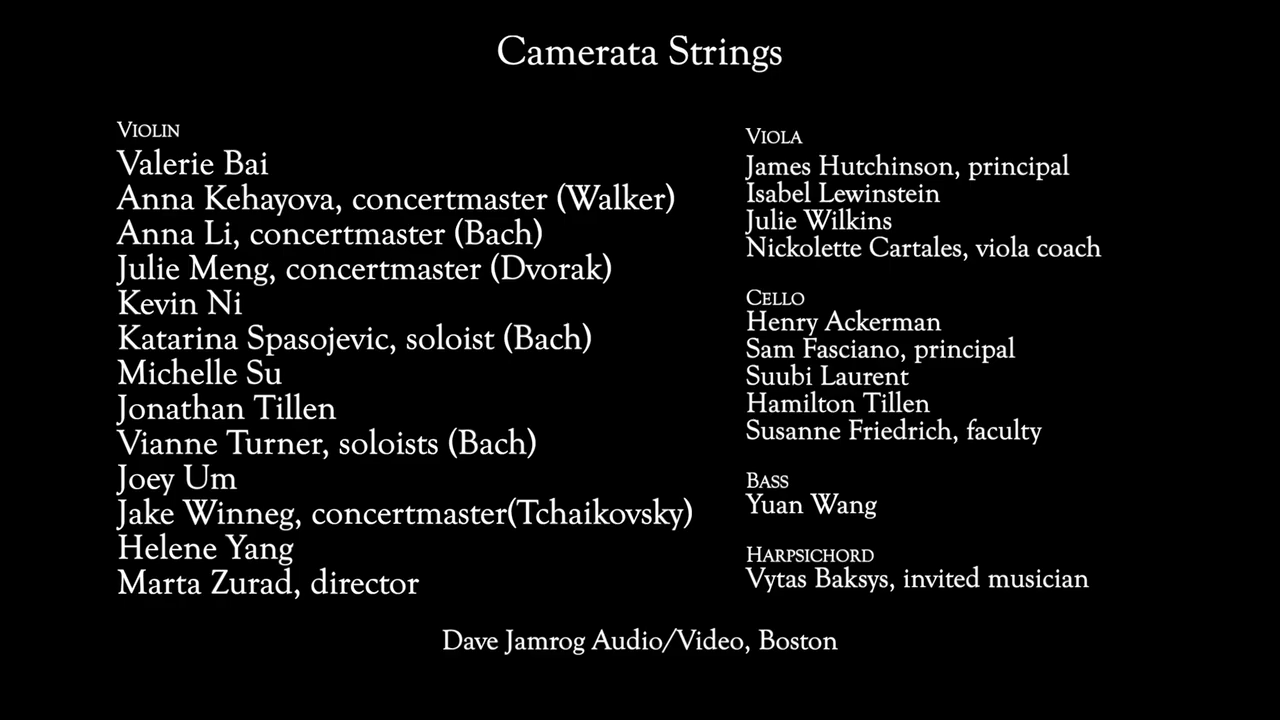 Camerata Strings
VIOLIN
Valerie Bai
Anna Kehayova, concertmaster (Walker)
Anna Li, concertmaster (Bach)
Julie Meng, concertmaster (Dvorak)
Kevin Ni
Katarina Spasojevic, soloist (Bach)
Michelle Su
Jonathan Tillen
Vianne Turner, soloists (Bach)
Joey Um
Jake Winneg, concertmaster(Tchaikovsky)
Helene Yang
Marta Zurad, director
VIOLA
James Hutchinson, principal
Isabel Lewinstein
Julie Wilkins
Nickolette Cartales, viola coach
CELLO
Henry Ackerman
Sam Fasciano, principal
Suubi Laurent
Hamilton Tillen
Susanne Friedrich, faculty
BASS
Yuan Wang
HARPSICHORD
Vytas Baksys, invited musician
Dave Jamrog Audio/Video, Boston